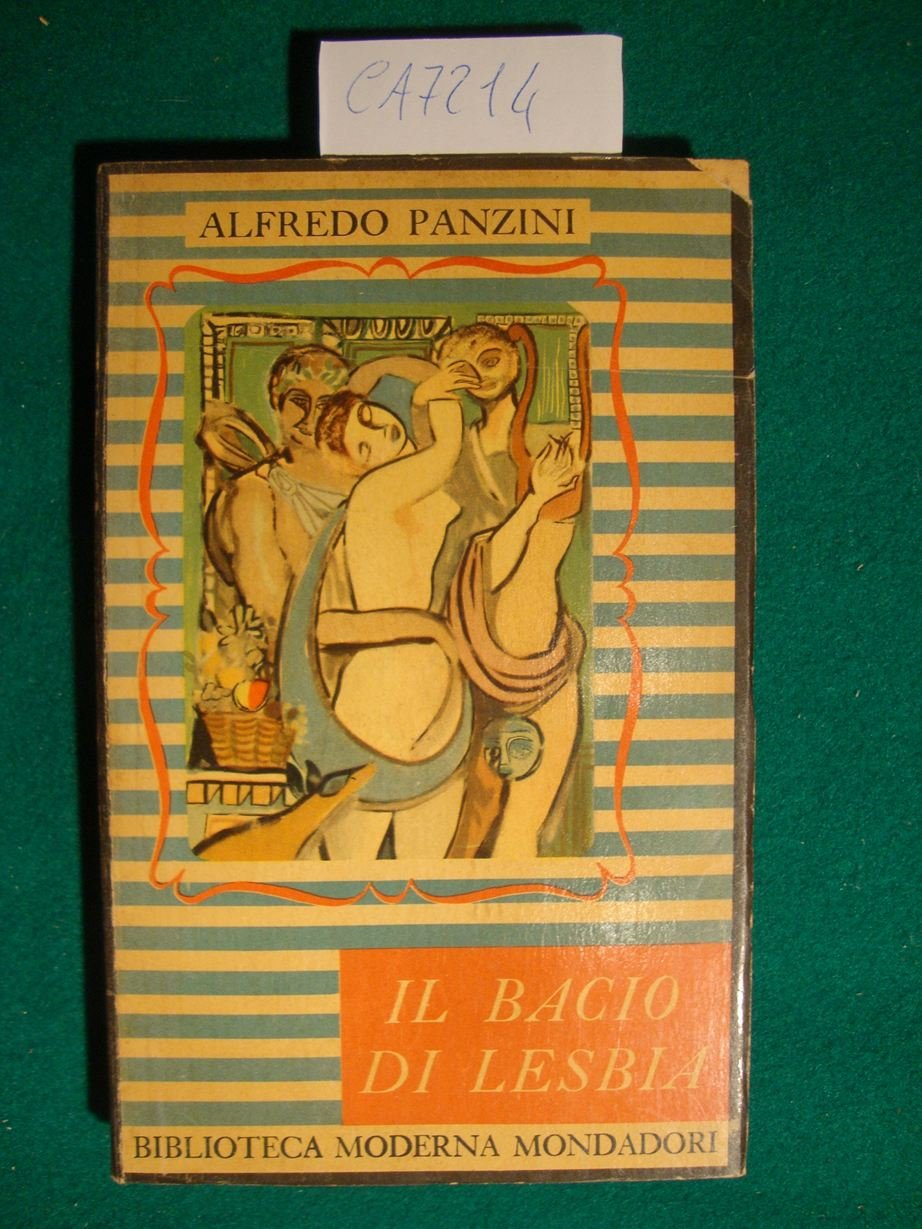 CA7214
ALFREDO PANZINI
IL BACIO
DI LESBIA
BIBLIOTECA MODERNA MONDADORI